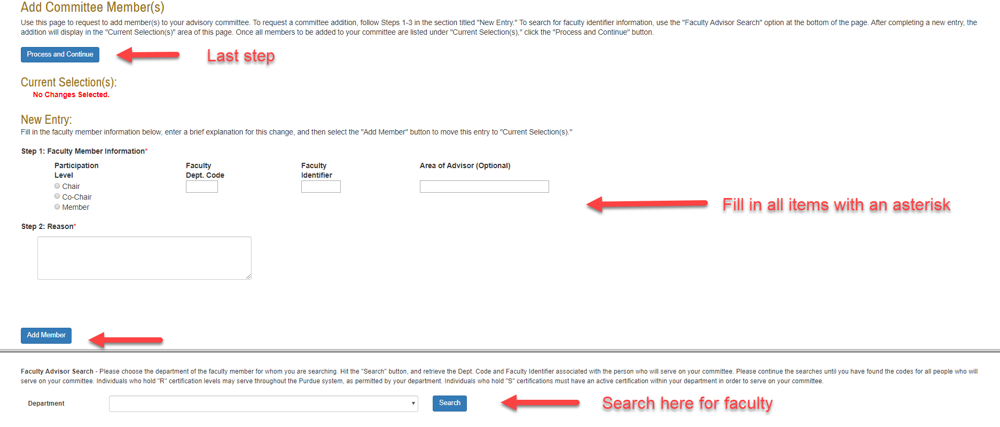 Add Committee Member(s)
Use this page to request to add member(s) to your advisory committee. To request a committee addition, follow Steps 1-3 in the section titled "New Entry." To search for faculty identifier information, use the "Faculty Advisor Search" option at the bottom of the page. After completing a new entry, the
addition will display in the "Current Selection(s)" area of this page. Once all members to be added to your committee are listed under "Current Selection(s)," click the "Process and Continue" button.
Process and Continue
Last step
Current Selection(s):
No Changes Selected.
New Entry:
Fill in the faculty member information below, enter a brief explanation for this change, and then select the "Add Member" button to move this entry to "Current Selection(s)."
Step 1: Faculty Member Information*
Participation
Level
Faculty
Dept. Code
Faculty
Identifier
Area of Advisor (Optional)
Chair
Co-Chair
Member
Fill in all items with an asterisk
Step 2: Reason*
Add Member
Faculty Advisor Search - Please choose the department of the faculty member for whom you are searching. Hit the "Search" button, and retrieve the Dept. Code and Faculty Identifier associated with the person who will serve on your committee. Please continue the searches until you have found the codes for all people who will
serve on your committee. Individuals who hold "R" certification levels may serve throughout the Purdue system, as permitted by your department. Individuals who hold "S" certifications must have an active certification within your department in order to serve on your committee.
Department
Search
Search here for faculty